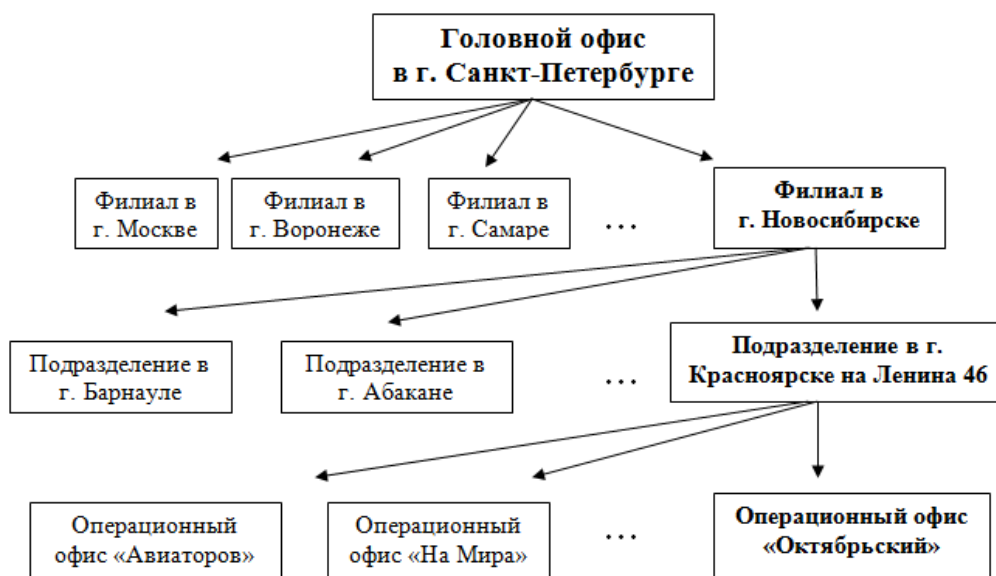 Головной офис
в г. Санкт-Петербурге
Филиал в
г. Москве
Филиал в
г. Воронеже
Филиал в
г. Самаре
...
Филиал в
г. Новосибирске
Подразделение в
г. Барнауле
Подразделение в
г. Абакане
...
Подразделение в г.
Красноярске на Ленина 46
Операционный
офис «Авиаторов»
Операционный
офис «На Мира»
...
Операционный офис
«Октябрьский»